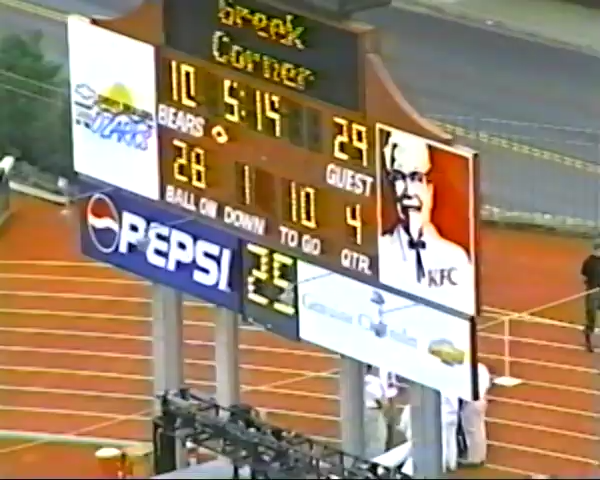 Greek
Corner
10 5:14 29
BEARS GUEST
28 1 10 4
BALL ON DOWN TO GO QTR.
KFC
PEPSI 25